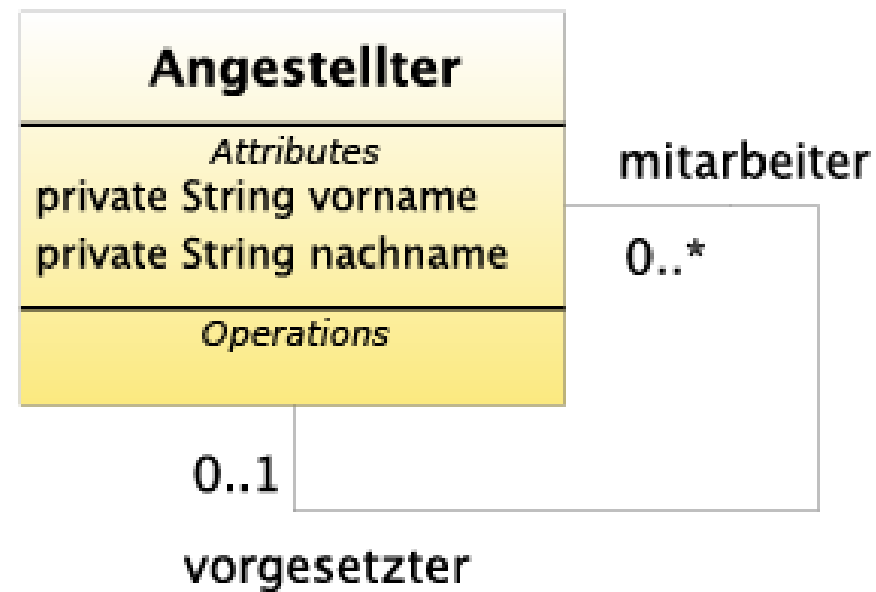 Angestellter
Attributes
private String vorname
private String nachname
Operations
mitarbeiter
0..*
0..1
vorgesetzter